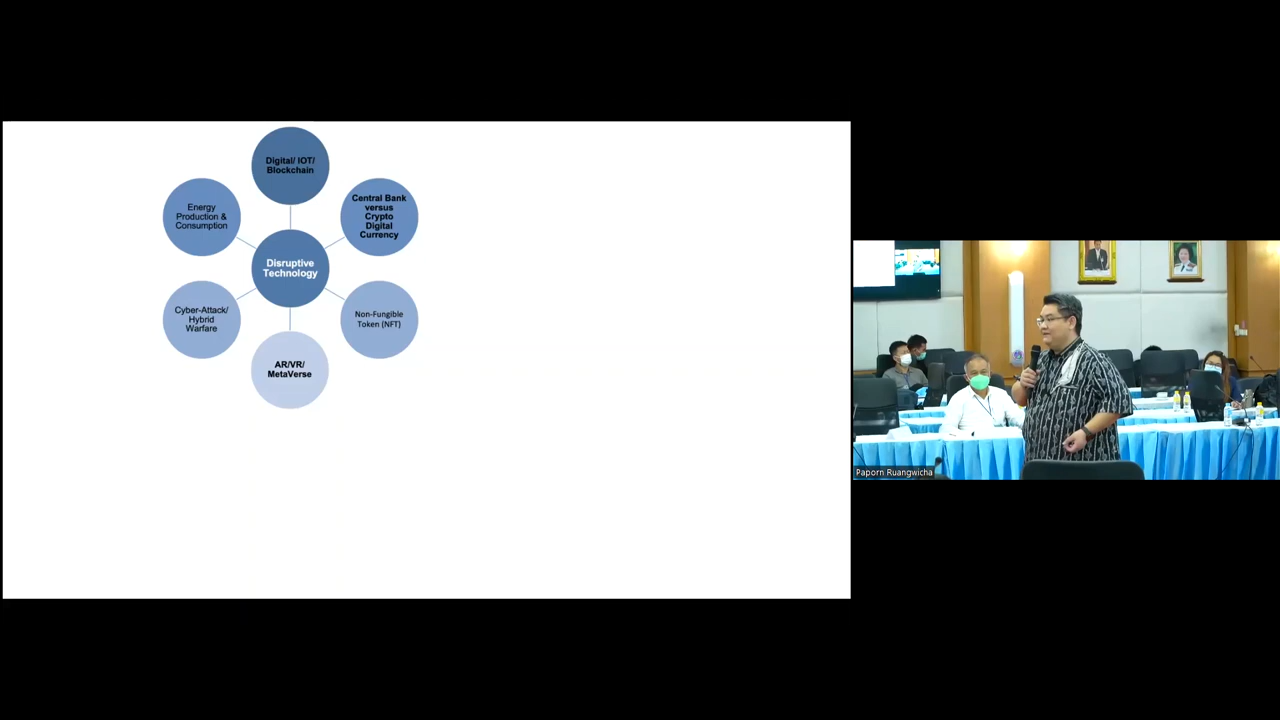 Digital/ IOT/
Blockchain
Central Bank
versus
Crypto
Digital
Currency
Non-Fungible
Token (NFT)
AR/VR/
MetaVerse
Cyber-Attack/
Hybrid
Warfare
Energy
Production &
Consumption
Disruptive
Technology
Paporn Ruangwicha